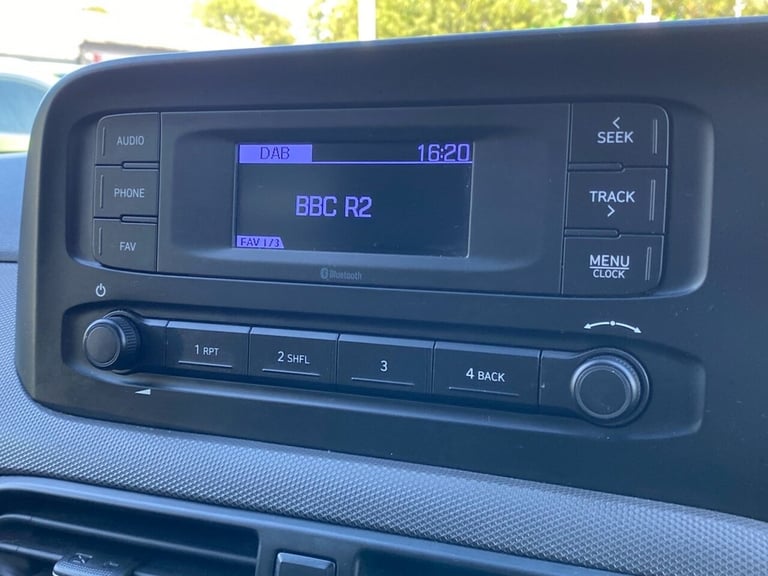 AUDIO
PHONE
FAV
DAB 16:20
BBC R2
FAV 1/3
Bluetooth
< SEEK
TRACK >
MENU
CLOCK
1 RPT
2 SHFL
3
4 BACK